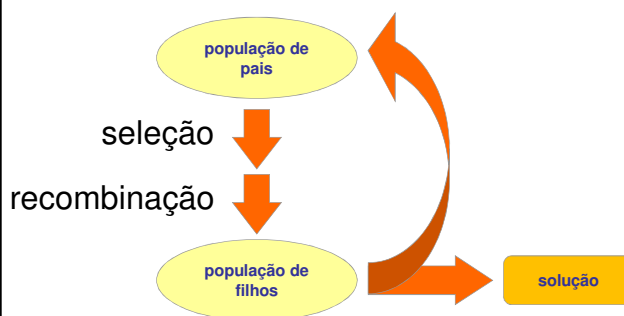 população de
pais
seleção
recombinação
população de
filhos
solução